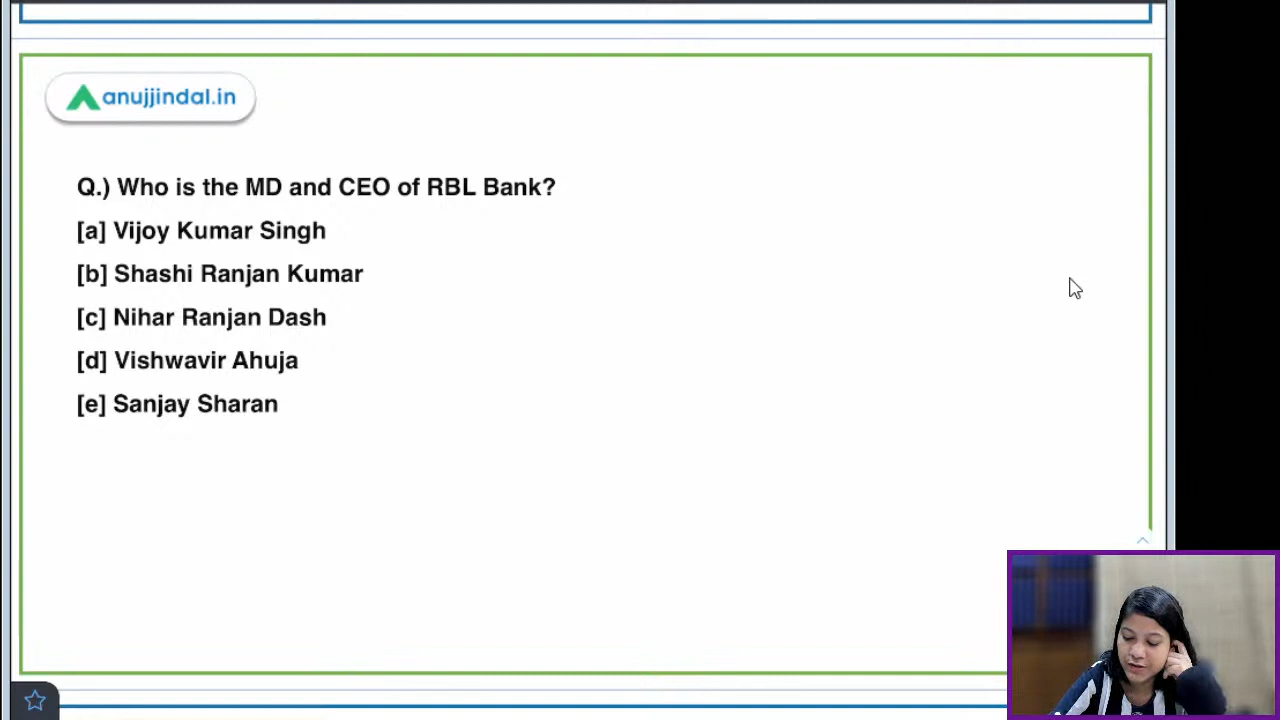 anujjindal.in
Q.) Who is the MD and CEO of RBL Bank?
[a] Vijoy Kumar Singh
[b] Shashi Ranjan Kumar
[c] Nihar Ranjan Dash
[d] Vishwavir Ahuja
[e] Sanjay Sharan